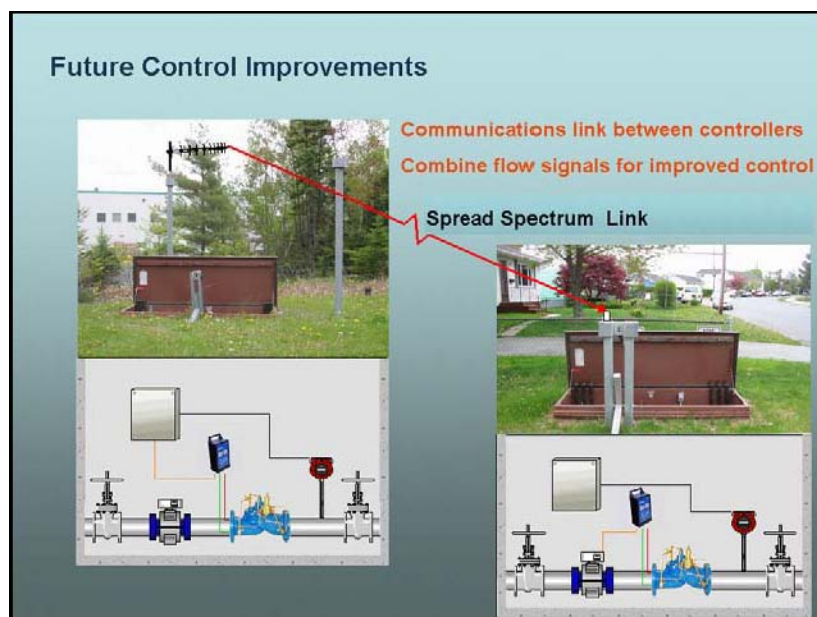 Future Control Improvements
Communications link between controllers
Combine flow signals for improved control
Spread Spectrum Link